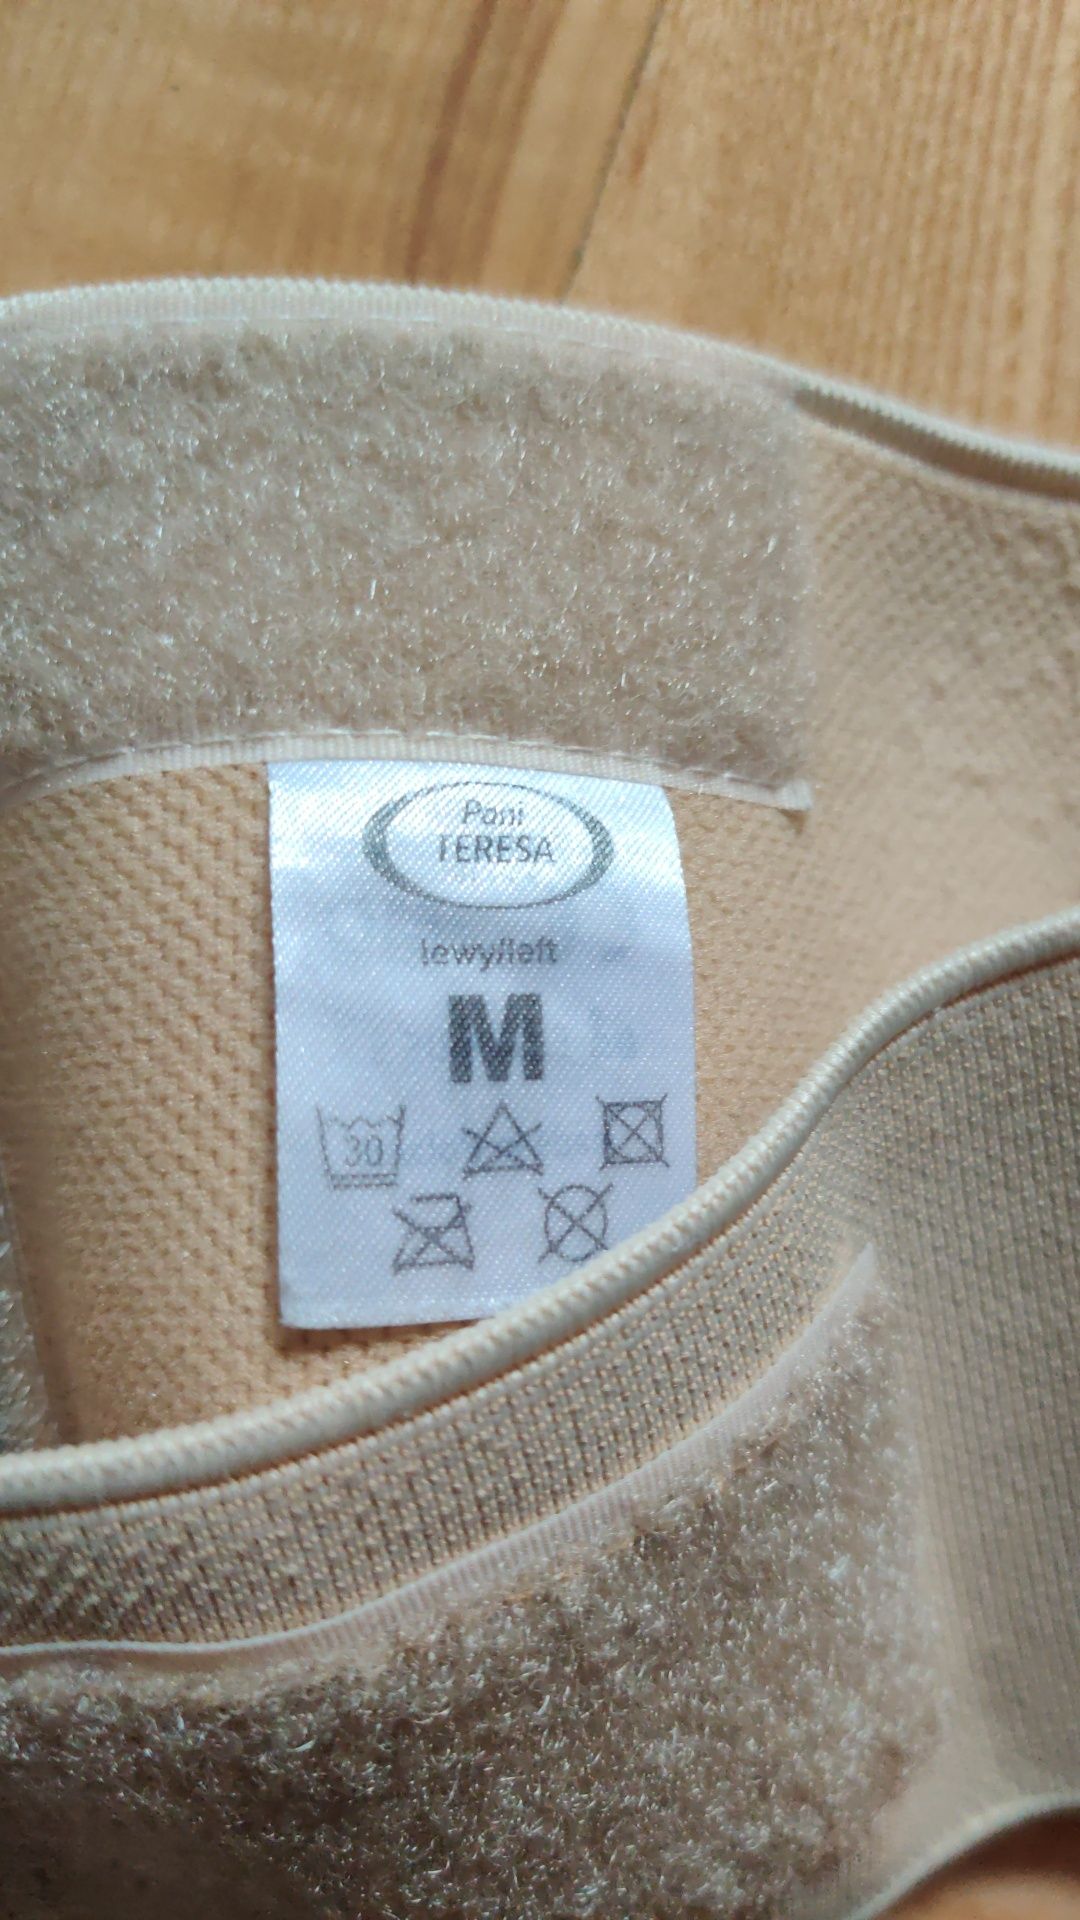 Pani
TERESA
lewy/left
M
30